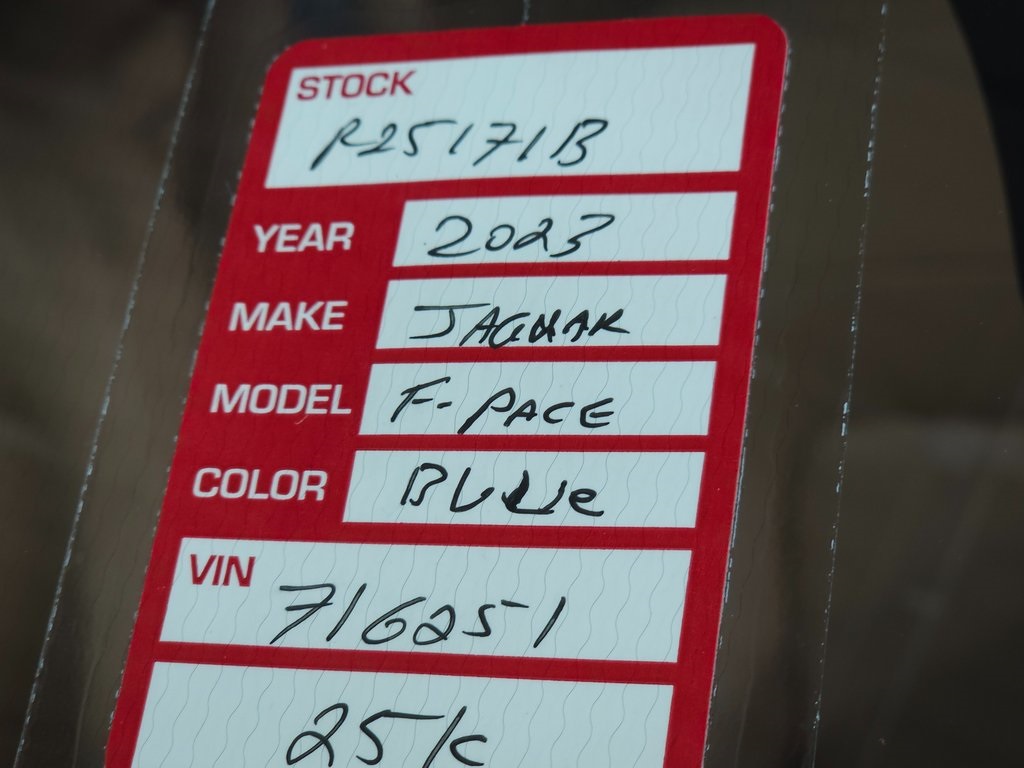 STOCK
P25171B
YEAR 2023
MAKE JAGUAR
MODEL F-PACE
COLOR BLUe
VIN 716251
25K